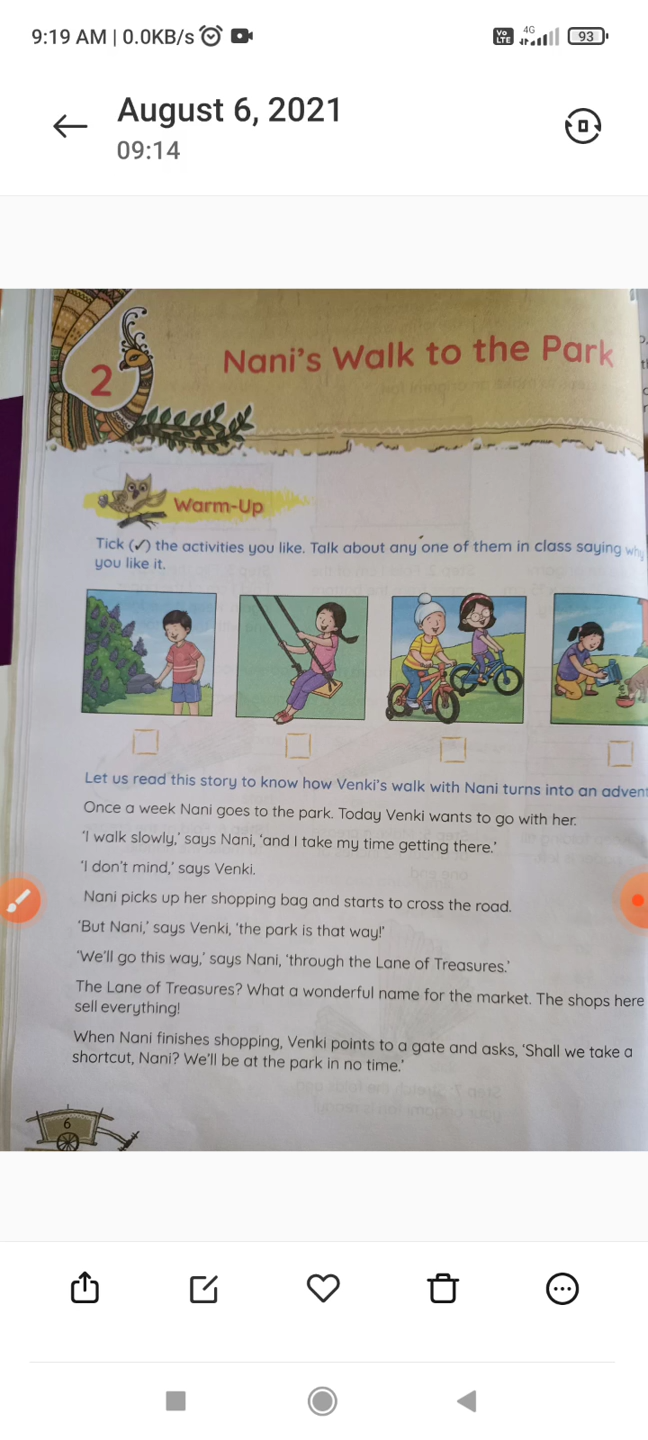 9:19 AM | 0.0KB/s
Vo LTE 4G 93
August 6, 2021
09:14
2
Nani's Walk to the Park
Warm-Up
Tick (✓) the activities you like. Talk about any one of them in class saying why
you like it.
Let us read this story to know how Venki's walk with Nani turns into an advent
Once a week Nani goes to the park. Today Venki wants to go with her.
'I walk slowly,' says Nani, 'and I take my time getting there.'
'I don't mind,' says Venki.
Nani picks up her shopping bag and starts to cross the road.
'But Nani,' says Venki, 'the park is that way!'
'We'll go this way,' says Nani, 'through the Lane of Treasures.'
The Lane of Treasures? What a wonderful name for the market. The shops here
sell everything!
When Nani finishes shopping, Venki points to a gate and asks, 'Shall we take a
shortcut, Nani? We'll be at the park in no time.'
6